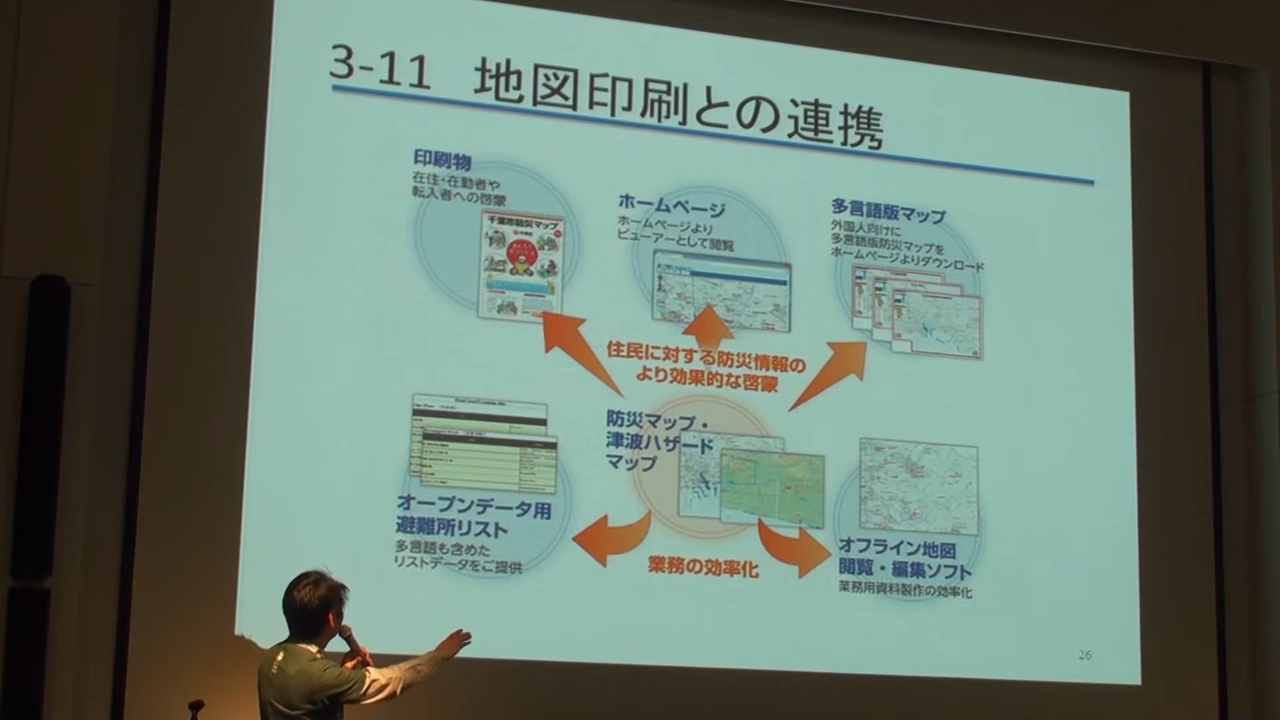 3-11 地図印刷との連携
印刷物
在住・在勤者や
転入者への啓蒙
千葉市防災マップ
ホームページ
ホームページより
ビューアーとして閲覧
多言語版マップ
外国人向けに
多言語版防災マップを
ホームページよりダウンロード
住民に対する防災情報の
より効果的な啓蒙
防災マップ・
津波ハザード
マップ
オープンデータ用
避難所リスト
多言語も含めた
リストデータをご提供
業務の効率化
オフライン地図
閲覧・編集ソフト
業務用資料製作の効率化
26